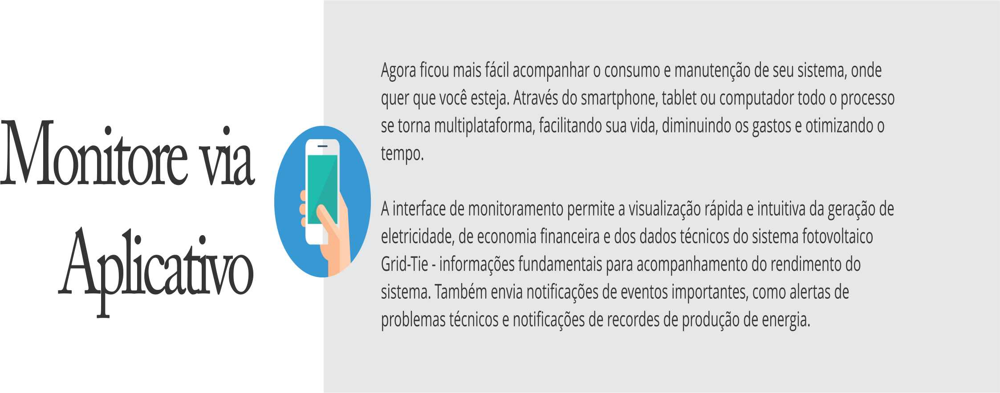 Monitore via
Aplicativo
Agora ficou mais fácil acompanhar o consumo e manutenção de seu sistema, onde
quer que você esteja. Através do smartphone, tablet ou computador todo o processo
se torna multiplataforma, facilitando sua vida, diminuindo os gastos e otimizando o
tempo.
A interface de monitoramento permite a visualização rápida e intuitiva da geração de
eletricidade, de economia financeira e dos dados técnicos do sistema fotovoltaico
Grid-Tie - informações fundamentais para acompanhamento do rendimento do
sistema. Também envia notificações de eventos importantes, como alertas de
problemas técnicos e notificações de recordes de produção de energia.